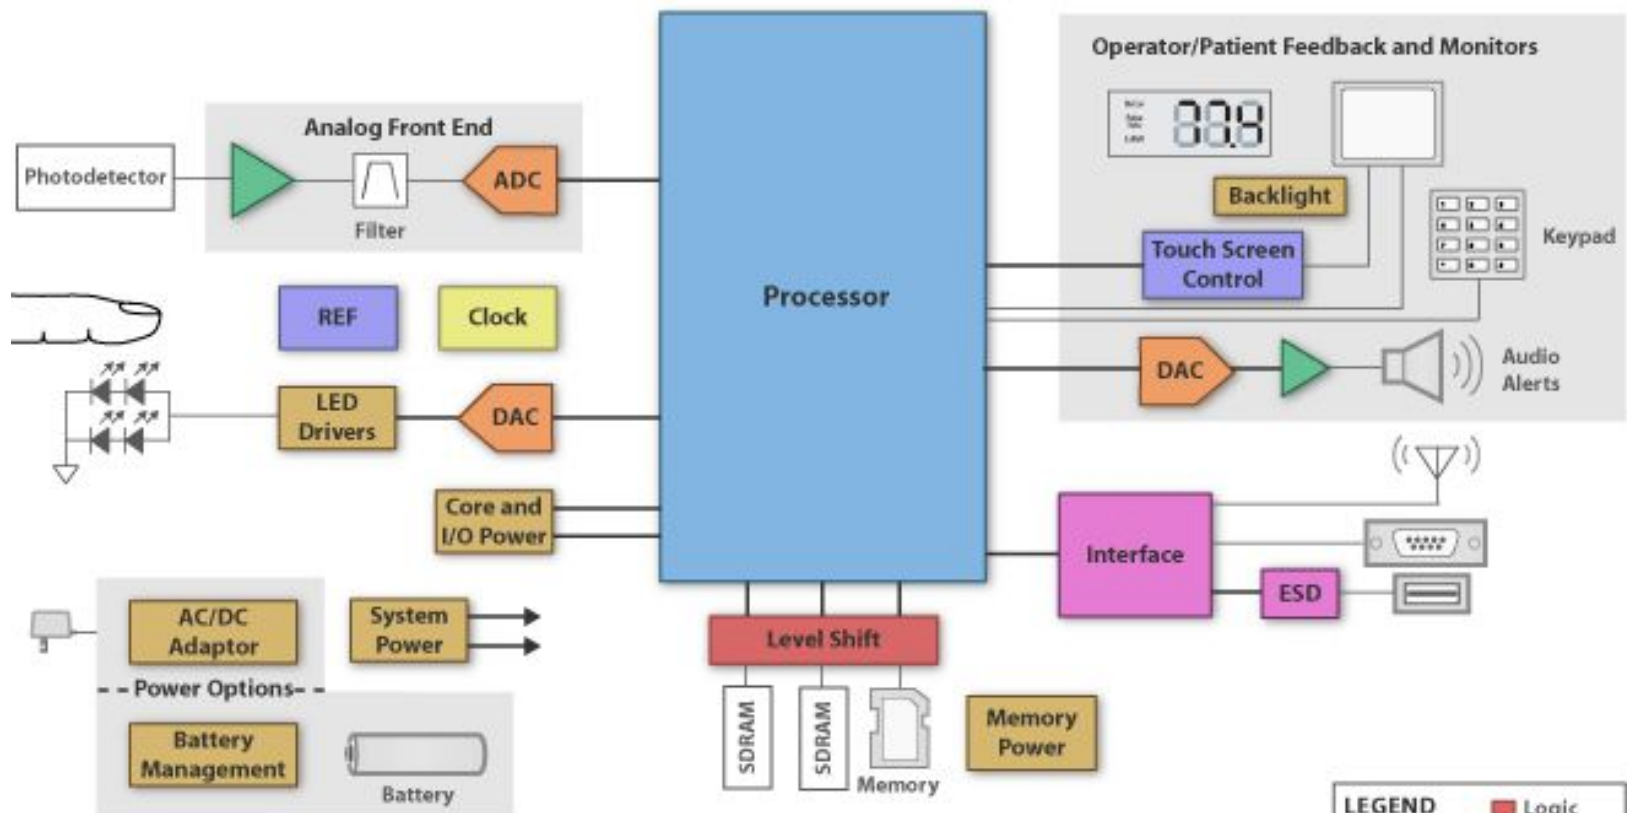 Operator/Patient Feedback and Monitors
77.4
Analog Front End
Photodetector
ADC
Filter
Backlight
Touch Screen
Control
Keypad
Processor
REF
Clock
DAC
Audio
Alerts
LED
Drivers
DAC
Core and
I/O Power
Interface
ESD
AC/DC
Adaptor
System
Power
Level Shift
Power Options
SDRAM
SDRAM
Memory
Memory
Power
Battery
Management
Battery
LEGEND
Logic